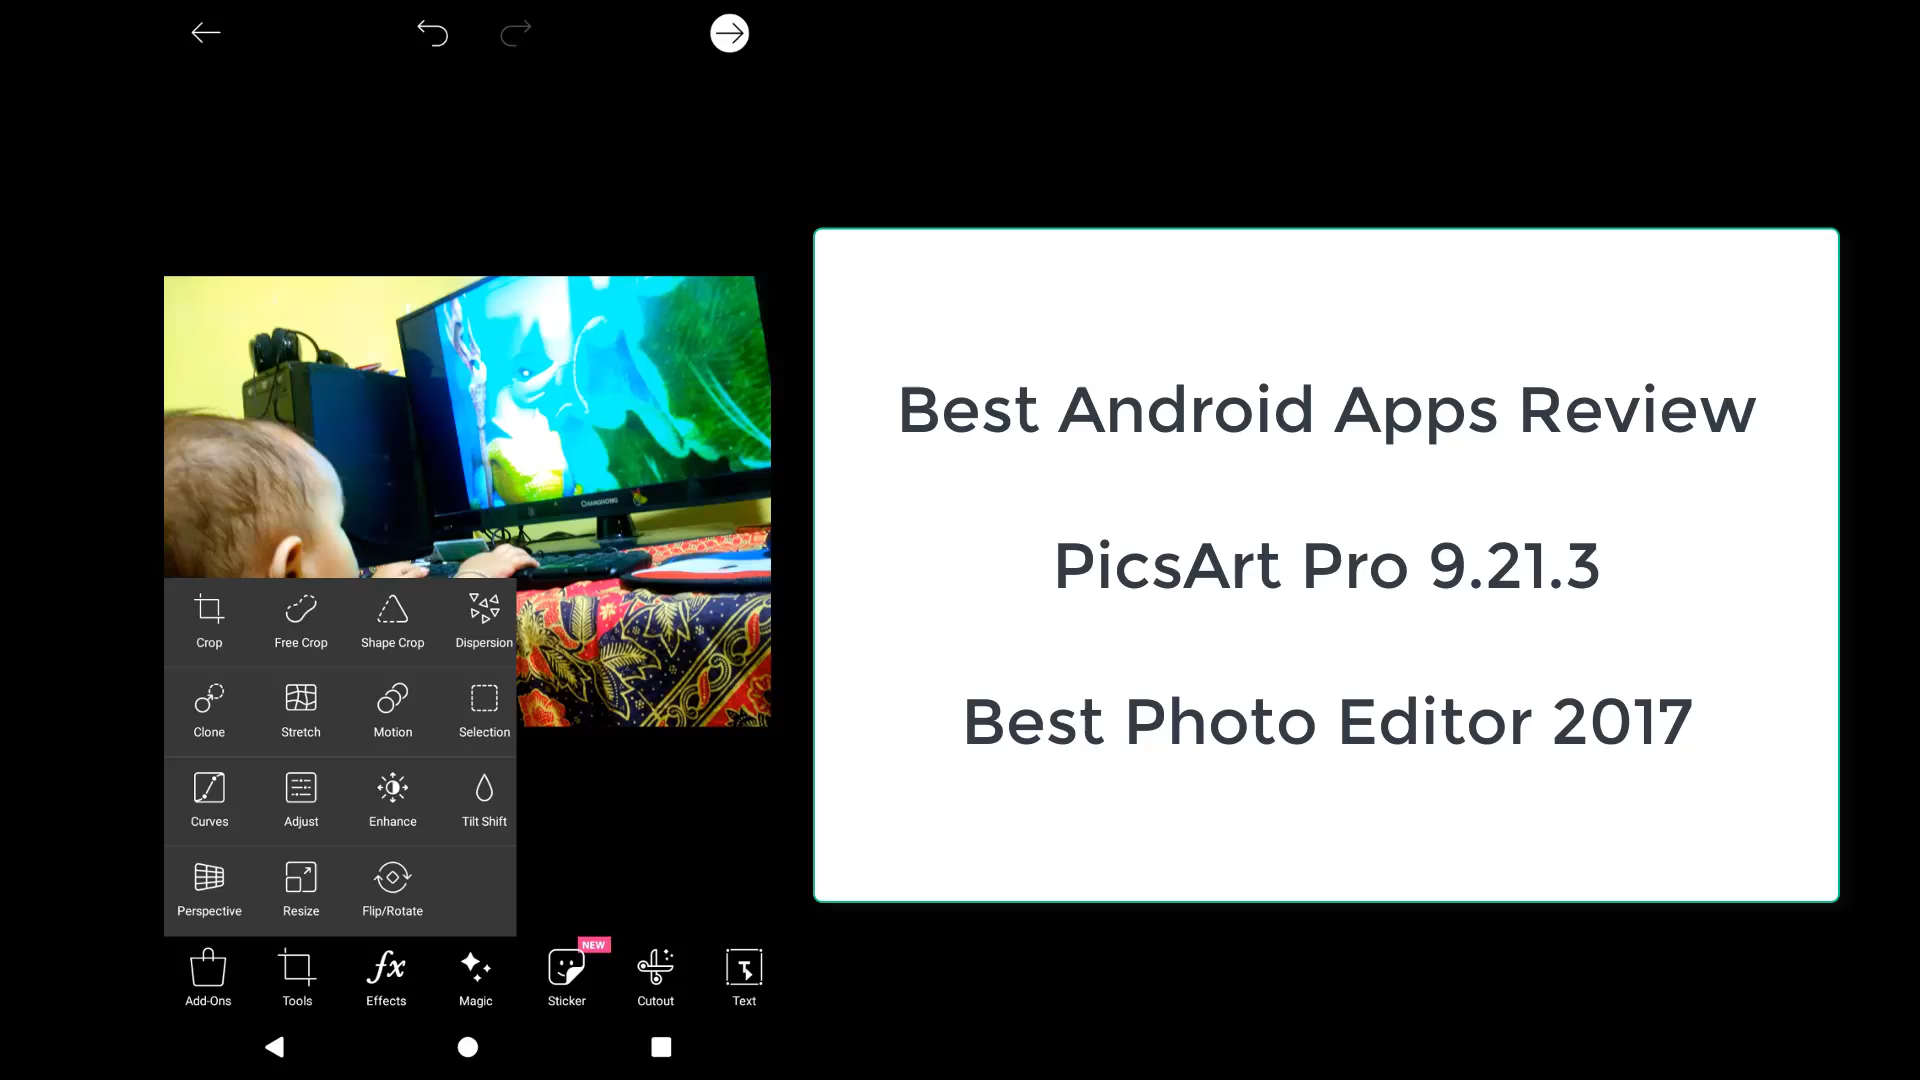 CHANGHONG
Best Android Apps Review
PicsArt Pro 9.21.3
Best Photo Editor 2017
Crop Free Crop Shape Crop Dispersion
Clone Stretch Motion Selection
Curves Adjust Enhance Tilt Shift
Perspective Resize Flip/Rotate
NEW
Add-Ons Tools Effects Magic Sticker Cutout Text